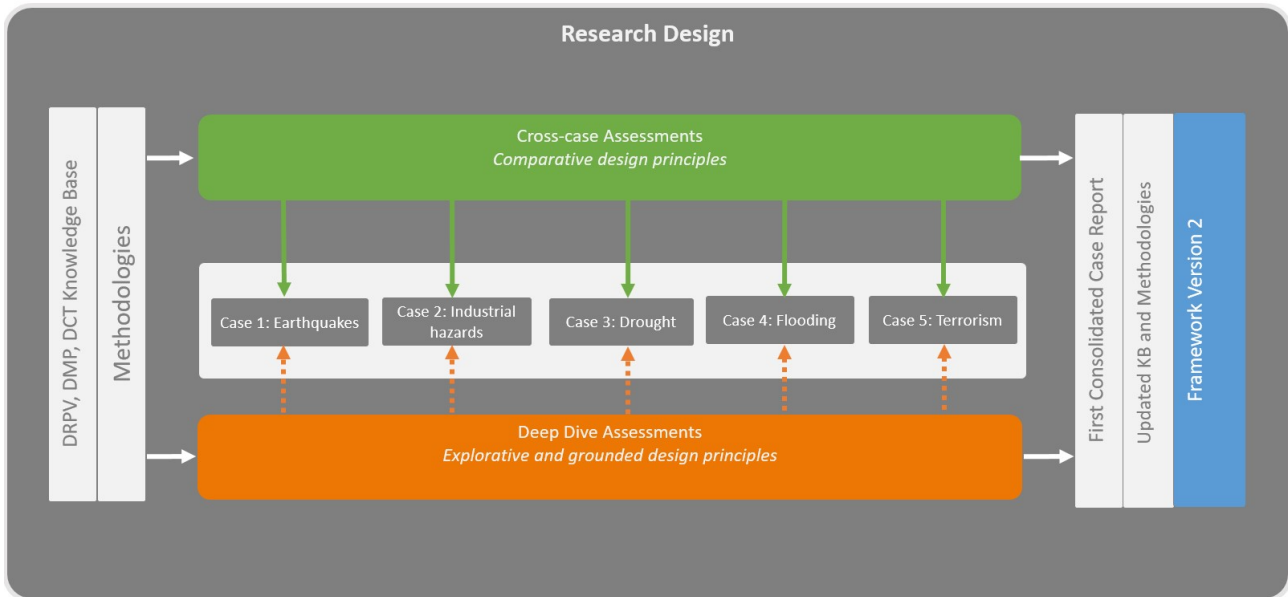 Research Design
DRPV, DMP, DCT Knowledge Base
Methodologies
Cross-case Assessments
Comparative design principles
Case 1: Earthquakes
Case 2: Industrial
hazards
Case 3: Drought
Case 4: Flooding
Case 5: Terrorism
Deep Dive Assessments
Explorative and grounded design principles
First Consolidated Case Report
Updated KB and Methodologies
Framework Version 2